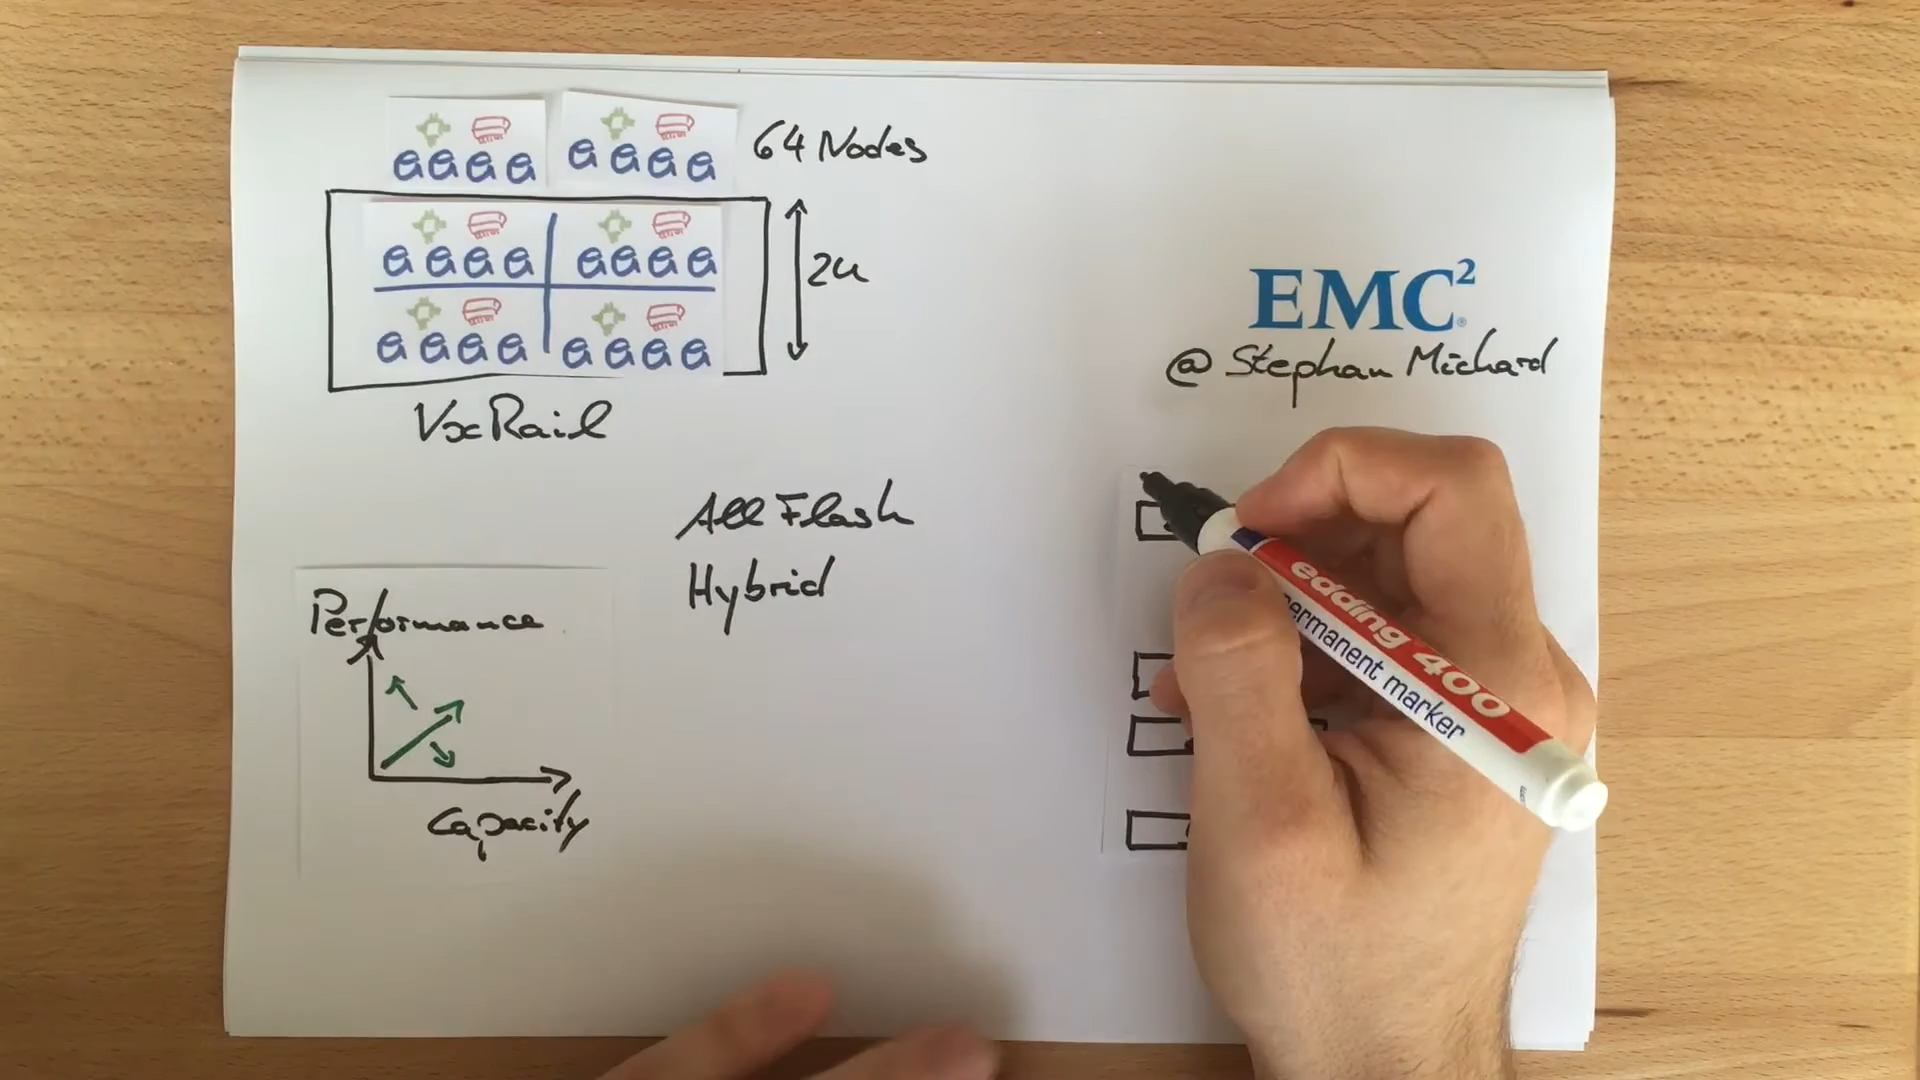 64 Nodes
2u
VxRail
EMC²
@ Stephan Michard
All Flash
Hybrid
Performance
Capacity
edding 400
permanent marker